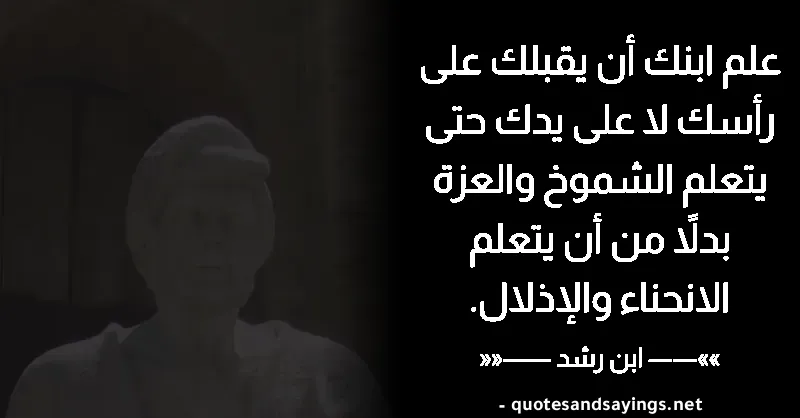 علم ابنك أن يقبلك على
رأسك لا على يدك حتى
يتعلم الشموخ والعزة
بدلًا من أن يتعلم
الانحناء والإذلال.
»»—–— ابن رشد —–—««
- quotesandsayings.net